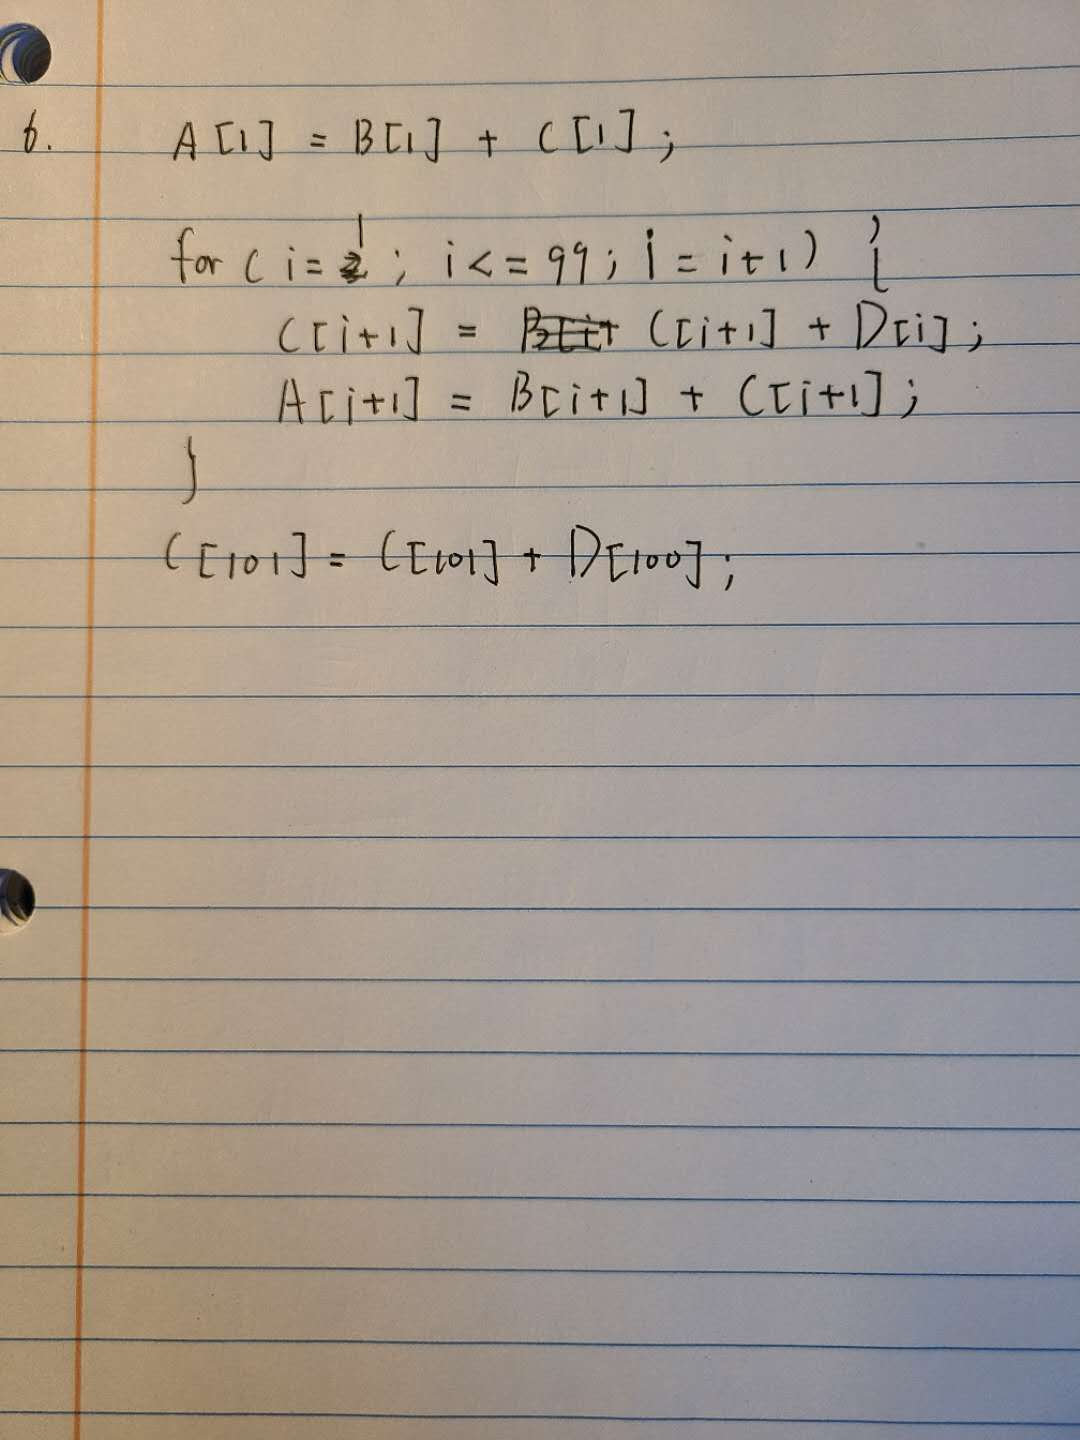 6. A[1] = B[1] + C[1];
for (i=1; i<=99; i=i+1) {
C[i+1] = C[i+1] + D[i];
A[i+1] = B[i+1] + C[i+1];
}
C[101] = C[101] + D[100];